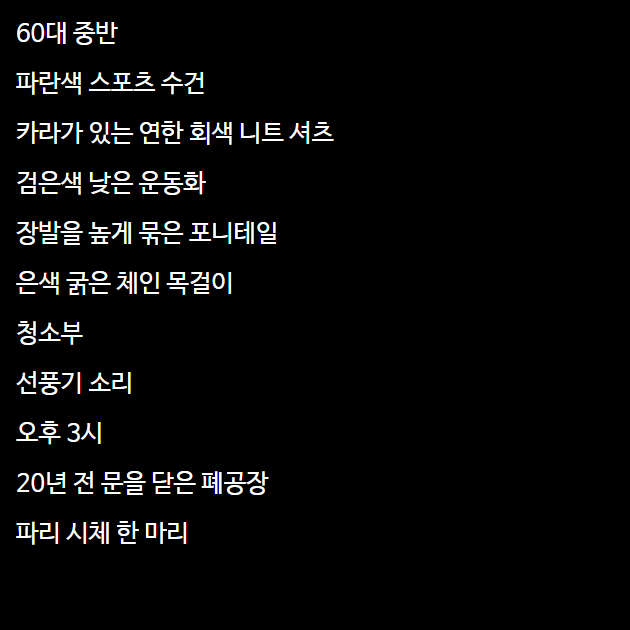 60대 중반
파란색 스포츠 수건
카라가 있는 연한 회색 니트 셔츠
검은색 낮은 운동화
장발을 높게 묶은 포니테일
은색 굵은 체인 목걸이
청소부
선풍기 소리
오후 3시
20년 전 문을 닫은 폐공장
파리 시체 한 마리